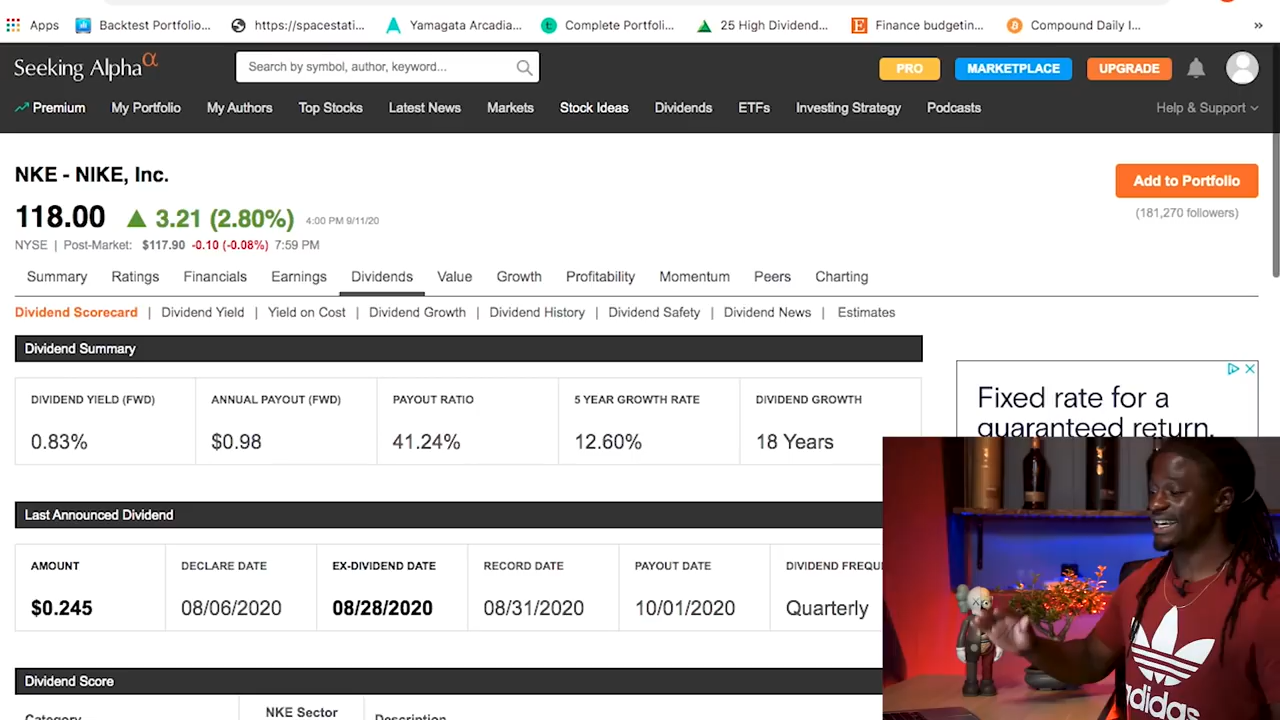 Apps
Backtest Portfolio...
https://spacestati...
Yamagata Arcadia...
Complete Portfoli...
25 High Dividend...
Finance budgetin...
Compound Daily I...
»
Seeking Alphaα
Search by symbol, author, keyword...
PRO
MARKETPLACE
UPGRADE
Premium
My Portfolio
My Authors
Top Stocks
Latest News
Markets
Stock Ideas
Dividends
ETFs
Investing Strategy
Podcasts
Help & Support
NKE - NIKE, Inc.
Add to Portfolio
118.00 ▲ 3.21 (2.80%) 4:00 PM 9/11/20
(181,270 followers)
NYSE | Post-Market: $117.90 -0.10 (-0.08%) 7:59 PM
Summary
Ratings
Financials
Earnings
Dividends
Value
Growth
Profitability
Momentum
Peers
Charting
Dividend Scorecard | Dividend Yield | Yield on Cost | Dividend Growth | Dividend History | Dividend Safety | Dividend News | Estimates
Dividend Summary
DIVIDEND YIELD (FWD)
ANNUAL PAYOUT (FWD)
PAYOUT RATIO
5 YEAR GROWTH RATE
DIVIDEND GROWTH
0.83%
$0.98
41.24%
12.60%
18 Years
Fixed rate for a
guaranteed return.
Last Announced Dividend
AMOUNT
DECLARE DATE
EX-DIVIDEND DATE
RECORD DATE
PAYOUT DATE
DIVIDEND FREQU
$0.245
08/06/2020
08/28/2020
08/31/2020
10/01/2020
Quarterly
Dividend Score
Category
NKE Sector
Description
adidas